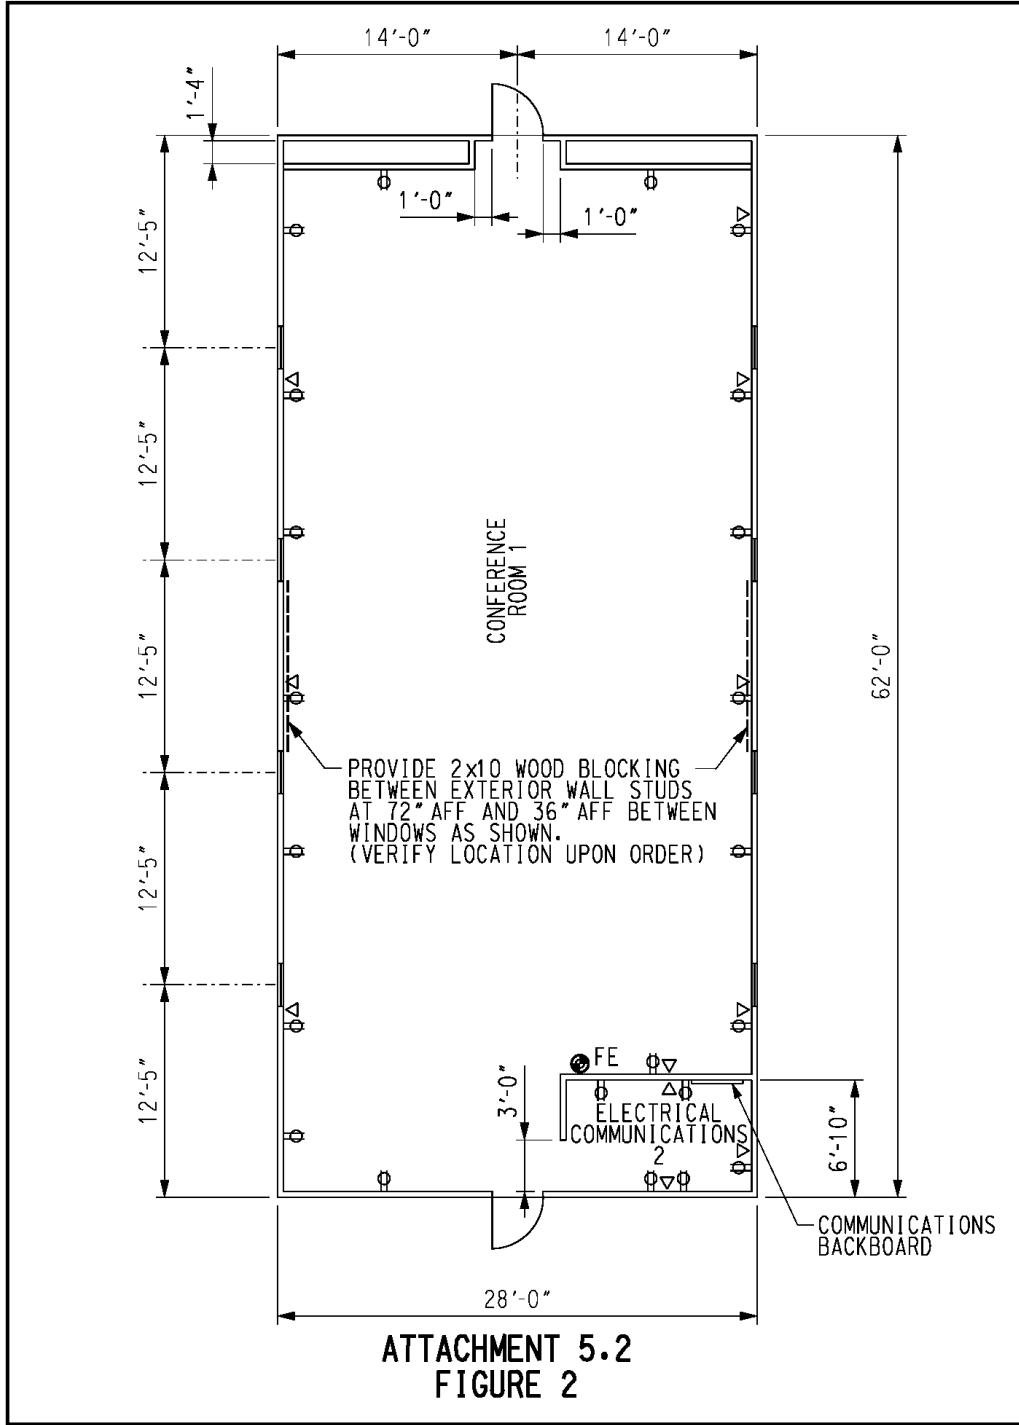 14'-0"
14'-0"
1'-4"
1'-0"
1'-0"
12'-5"
12'-5"
CONFERENCE
ROOM 1
12'-5"
62'-0"
PROVIDE 2x10 WOOD BLOCKING
BETWEEN EXTERIOR WALL STUDS
AT 72" AFF AND 36" AFF BETWEEN
WINDOWS AS SHOWN.
(VERIFY LOCATION UPON ORDER)
12'-5"
12'-5"
FE
3'-0"
ELECTRICAL
COMMUNICATIONS
2
6'-10"
COMMUNICATIONS
BACKBOARD
28'-0"
ATTACHMENT 5.2
FIGURE 2